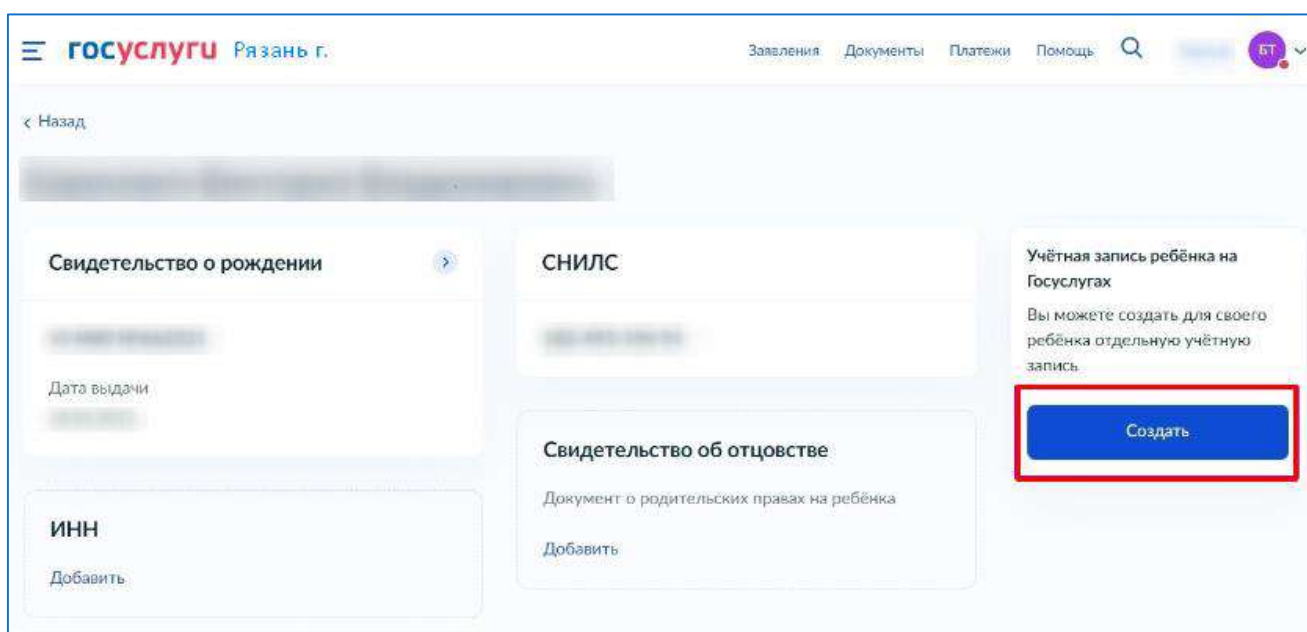 госуслуги Рязань г.
Заявления Документы Платежи Помощь БТ
Назад
Свидетельство о рождении
Дата выдачи
ИНН
Добавить
СНИЛС
Свидетельство об отцовстве
Документ о родительских правах на ребёнка
Добавить
Учётная запись ребёнка на
Госуслугах
Вы можете создать для своего
ребёнка отдельную учётную
запись
Создать